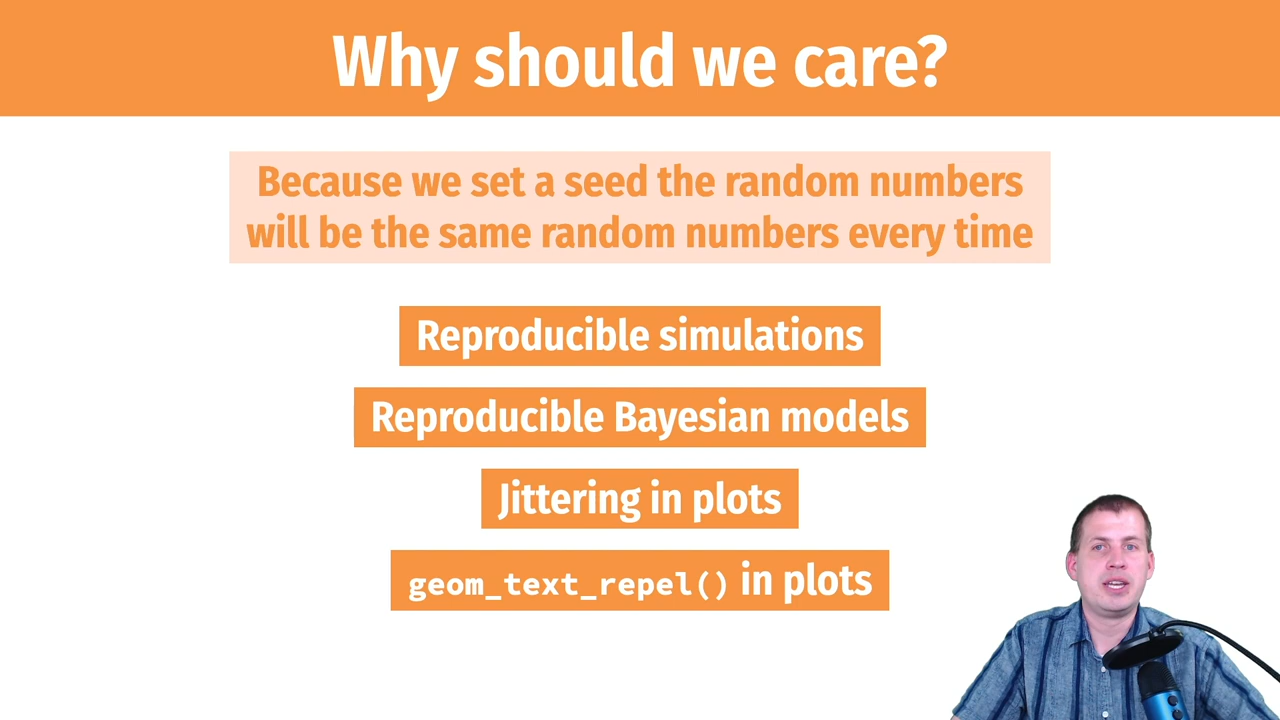 Why should we care?
Because we set a seed the random numbers
will be the same random numbers every time
Reproducible simulations
Reproducible Bayesian models
Jittering in plots
geom_text_repel() in plots